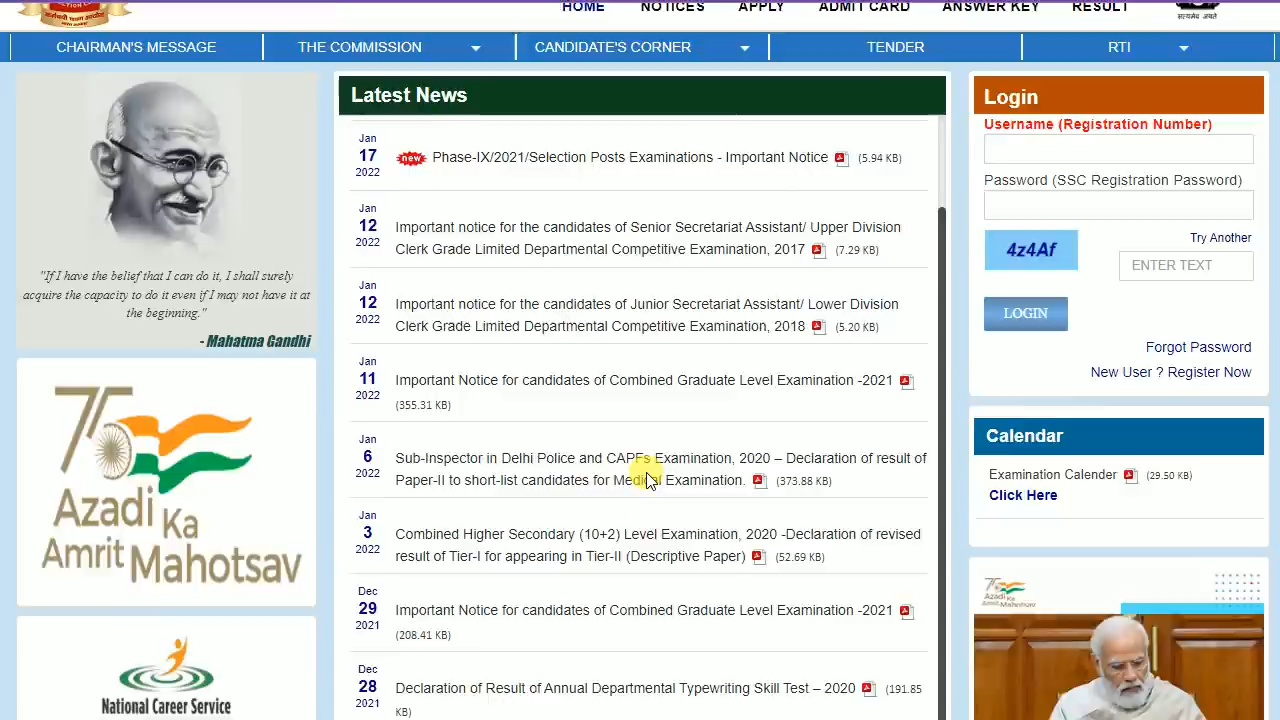 HOME NOTICES APPLY ADMIT CARD ANSWER KEY RESULT
सत्यमेव जयते
CHAIRMAN'S MESSAGE THE COMMISSION CANDIDATE'S CORNER TENDER RTI
"If I have the belief that I can do it, I shall surely
acquire the capacity to do it even if I may not have it at
the beginning."
- Mahatma Gandhi
75
Azadi Ka
Amrit Mahotsav
National Career Service
Latest News
Jan
17
2022
new Phase-IX/2021/Selection Posts Examinations - Important Notice (5.94 KB)
Jan
12
2022
Important notice for the candidates of Senior Secretariat Assistant/ Upper Division
Clerk Grade Limited Departmental Competitive Examination, 2017 (7.29 KB)
Jan
12
2022
Important notice for the candidates of Junior Secretariat Assistant/ Lower Division
Clerk Grade Limited Departmental Competitive Examination, 2018 (5.20 KB)
Jan
11
2022
Important Notice for candidates of Combined Graduate Level Examination -2021
(355.31 KB)
Jan
6
2022
Sub-Inspector in Delhi Police and CAPFs Examination, 2020 – Declaration of result of
Paper-II to short-list candidates for Medical Examination. (373.88 KB)
Jan
3
2022
Combined Higher Secondary (10+2) Level Examination, 2020 -Declaration of revised
result of Tier-I for appearing in Tier-II (Descriptive Paper) (52.69 KB)
Dec
29
2021
Important Notice for candidates of Combined Graduate Level Examination -2021
(208.41 KB)
Dec
28
2021
Declaration of Result of Annual Departmental Typewriting Skill Test – 2020 (191.85
KB)
Login
Username (Registration Number)
Password (SSC Registration Password)
4z4Af
Try Another
ENTER TEXT
LOGIN
Forgot Password
New User ? Register Now
Calendar
Examination Calender (29.50 KB)
Click Here
Azadi Ka
Amrit Mahotsav